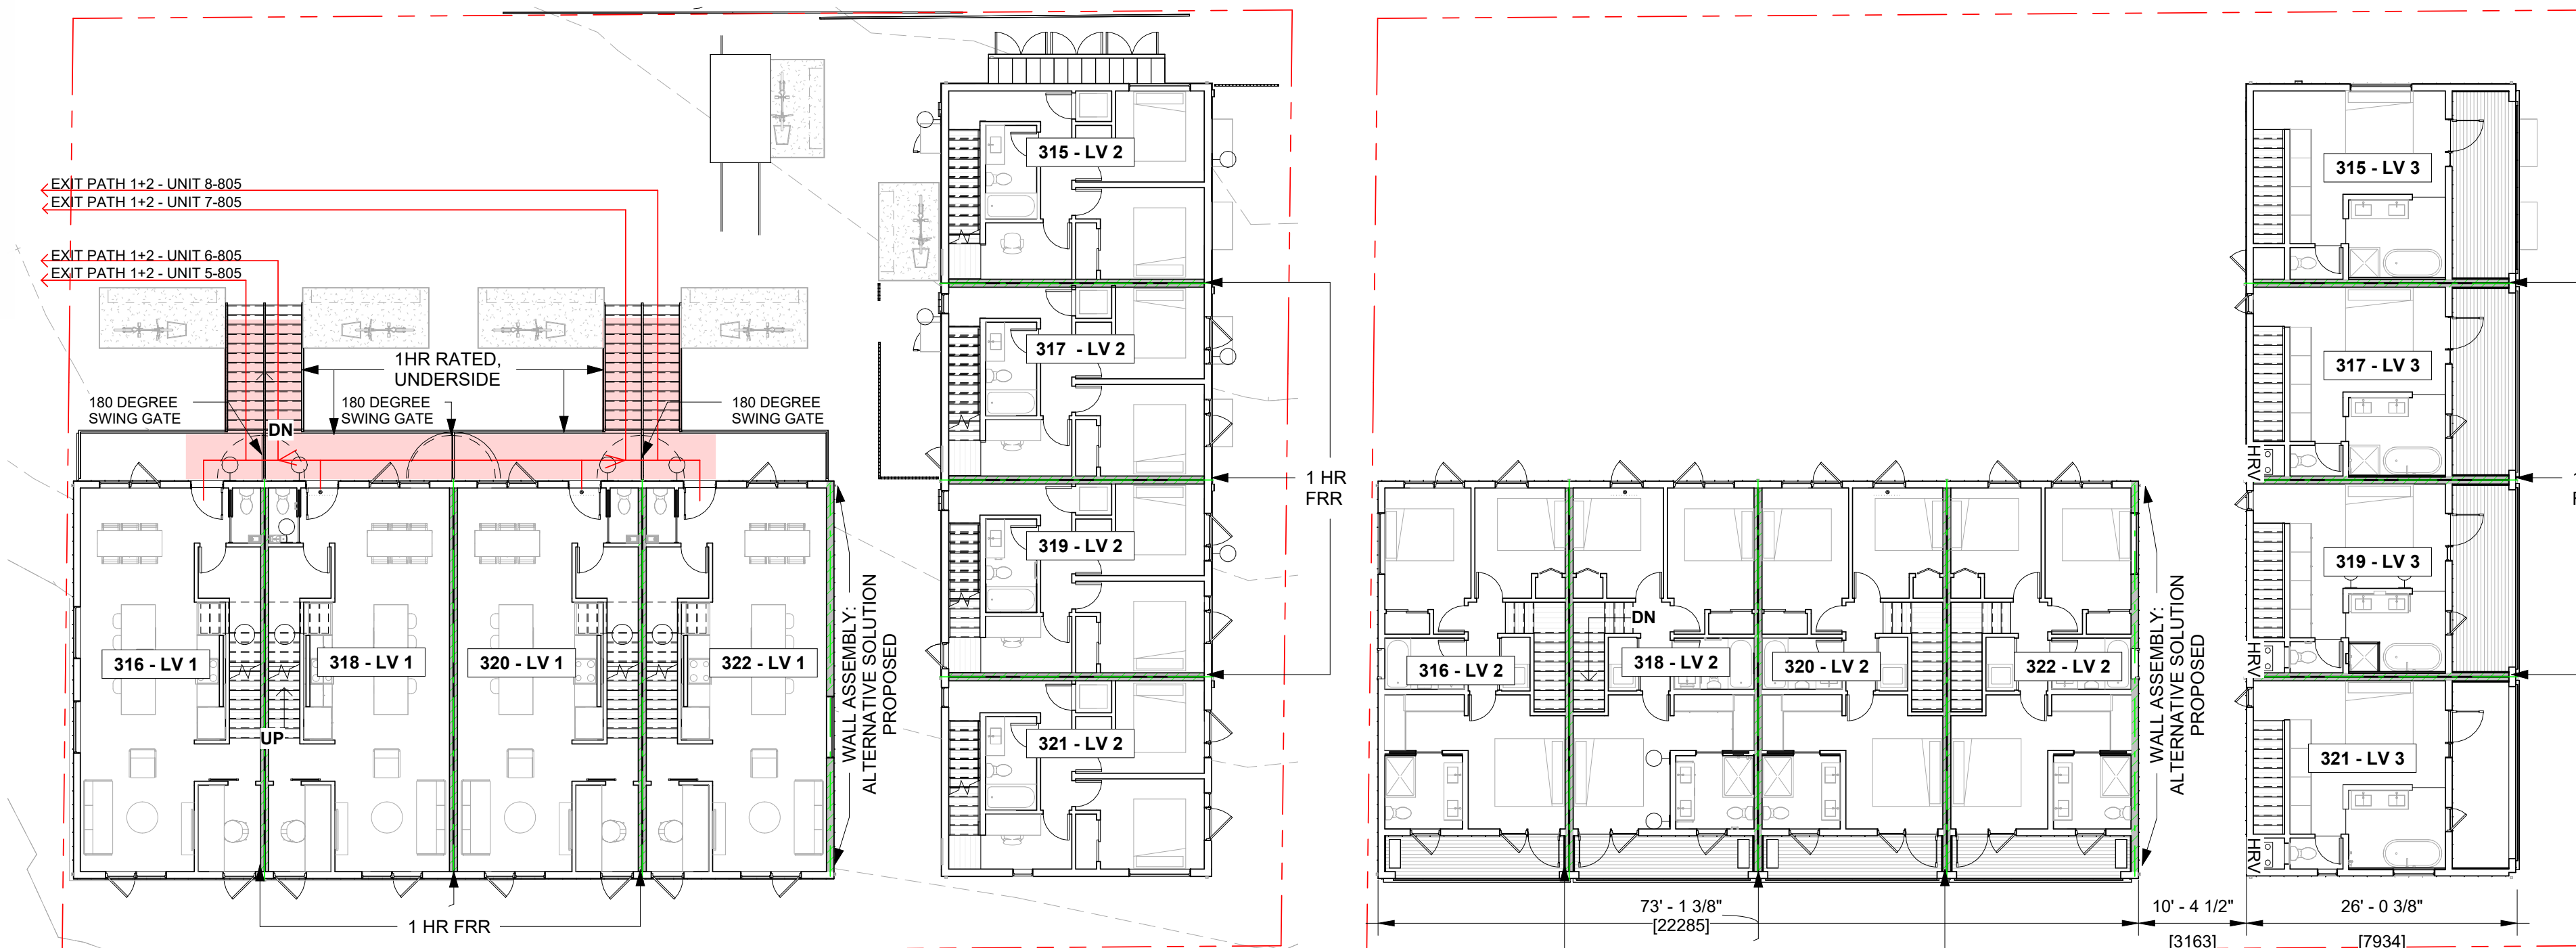 EXIT PATH 1+2 - UNIT 8-805
EXIT PATH 1+2 - UNIT 7-805
EXIT PATH 1+2 - UNIT 6-805
EXIT PATH 1+2 - UNIT 5-805
1HR RATED,
UNDERSIDE
180 DEGREE
SWING GATE
180 DEGREE
SWING GATE
180 DEGREE
SWING GATE
DN
316 - LV 1
318 - LV 1
320 - LV 1
322 - LV 1
UP
WALL ASSEMBLY:
ALTERNATIVE SOLUTION
PROPOSED
1 HR FRR
315 - LV 2
317 - LV 2
319 - LV 2
321 - LV 2
1 HR
FRR
DN
316 - LV 2
318 - LV 2
320 - LV 2
322 - LV 2
WALL ASSEMBLY:
ALTERNATIVE SOLUTION
PROPOSED
315 - LV 3
317 - LV 3
319 - LV 3
321 - LV 3
HRV
HRV
HRV
HRV
73' - 1 3/8"
[22285]
10' - 4 1/2"
[3163]
26' - 0 3/8"
[7934]